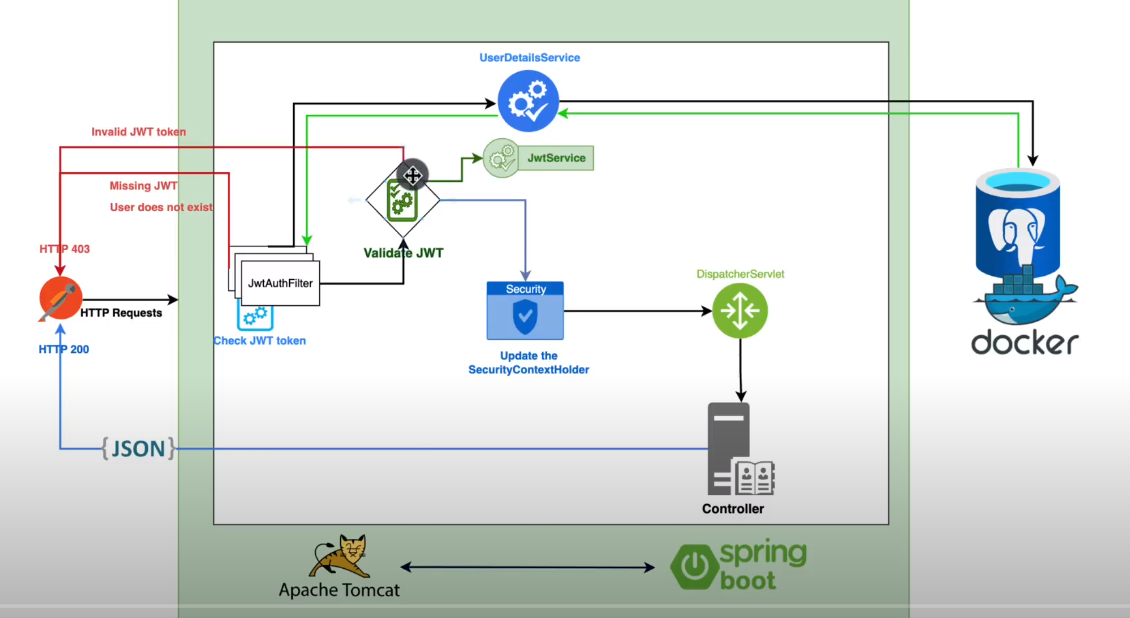 UserDetailsService
Invalid JWT token
JwtService
Missing JWT
User does not exist
HTTP 403
Validate JWT
JwtAuthFilter
DispatcherServlet
Security
HTTP Requests
Check JWT token
HTTP 200
Update the
SecurityContextHolder
docker
{JSON}
Controller
Apache Tomcat
spring
boot